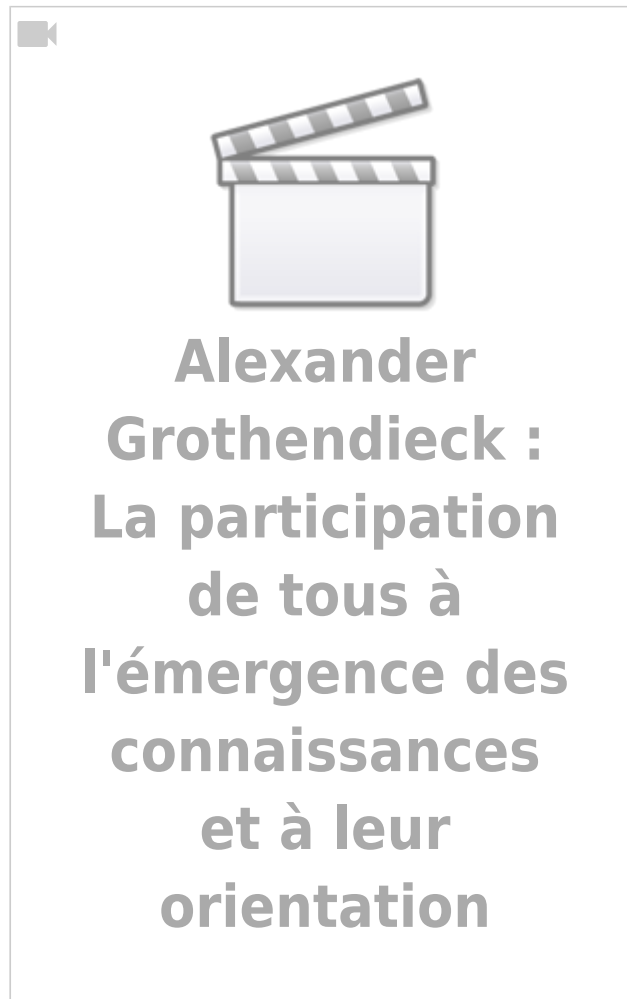 Alexander
Grothendieck :
La participation
de tous à
l'émergence des
connaissances
et à leur
orientation